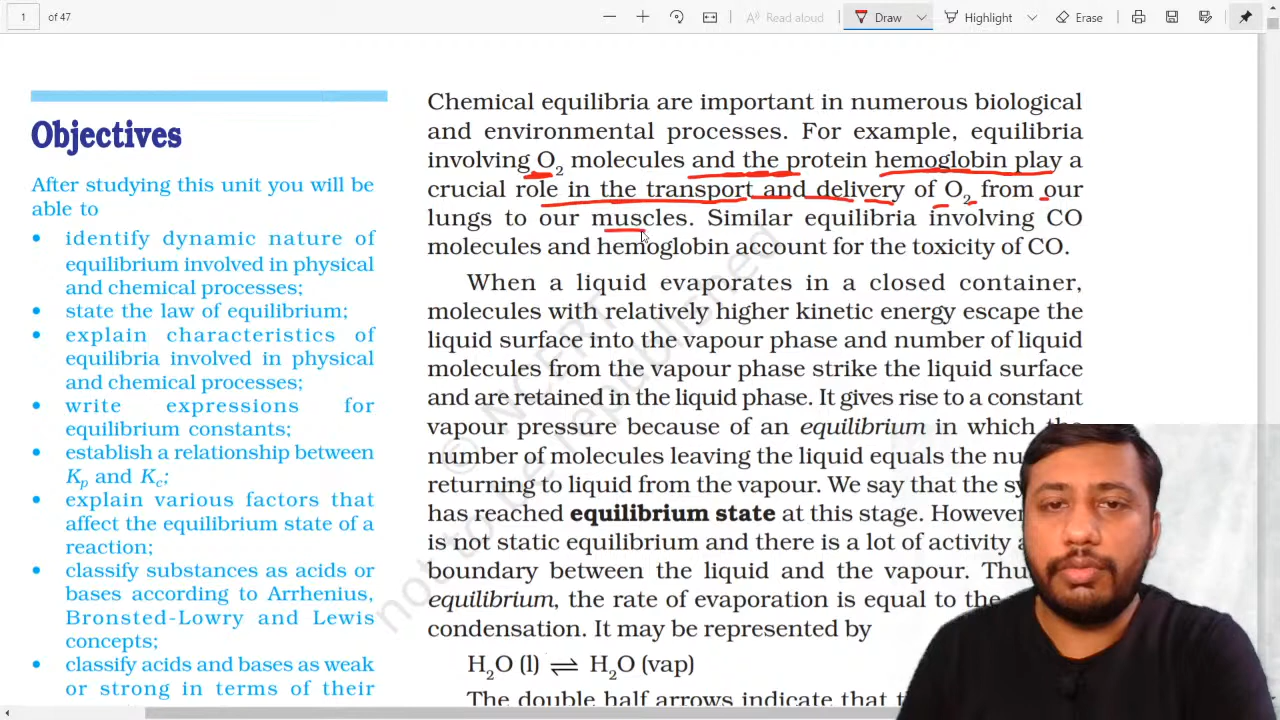 1 of 47
Read aloud
Draw
Highlight
Erase
Objectives
After studying this unit you will be
able to
• identify dynamic nature of
equilibrium involved in physical
and chemical processes;
• state the law of equilibrium;
• explain characteristics of
equilibria involved in physical
and chemical processes;
• write expressions for
equilibrium constants;
• establish a relationship between
Kp and Kc;
• explain various factors that
affect the equilibrium state of a
reaction;
• classify substances as acids or
bases according to Arrhenius,
Bronsted-Lowry and Lewis
concepts;
• classify acids and bases as weak
or strong in terms of their
Chemical equilibria are important in numerous biological
and environmental processes. For example, equilibria
involving O2 molecules and the protein hemoglobin play a
crucial role in the transport and delivery of O2 from our
lungs to our muscles. Similar equilibria involving CO
molecules and hemoglobin account for the toxicity of CO.
When a liquid evaporates in a closed container,
molecules with relatively higher kinetic energy escape the
liquid surface into the vapour phase and number of liquid
molecules from the vapour phase strike the liquid surface
and are retained in the liquid phase. It gives rise to a constant
vapour pressure because of an equilibrium in which the
number of molecules leaving the liquid equals the
returning to liquid from the vapour. We say that the
has reached equilibrium state at this stage. However
is not static equilibrium and there is a lot of activity
boundary between the liquid and the vapour.
equilibrium, the rate of evaporation is equal to the
condensation. It may be represented by
H2O (l) ⇌ H2O (vap)
The double half arrows indicate that
© NCERT
not to be republished